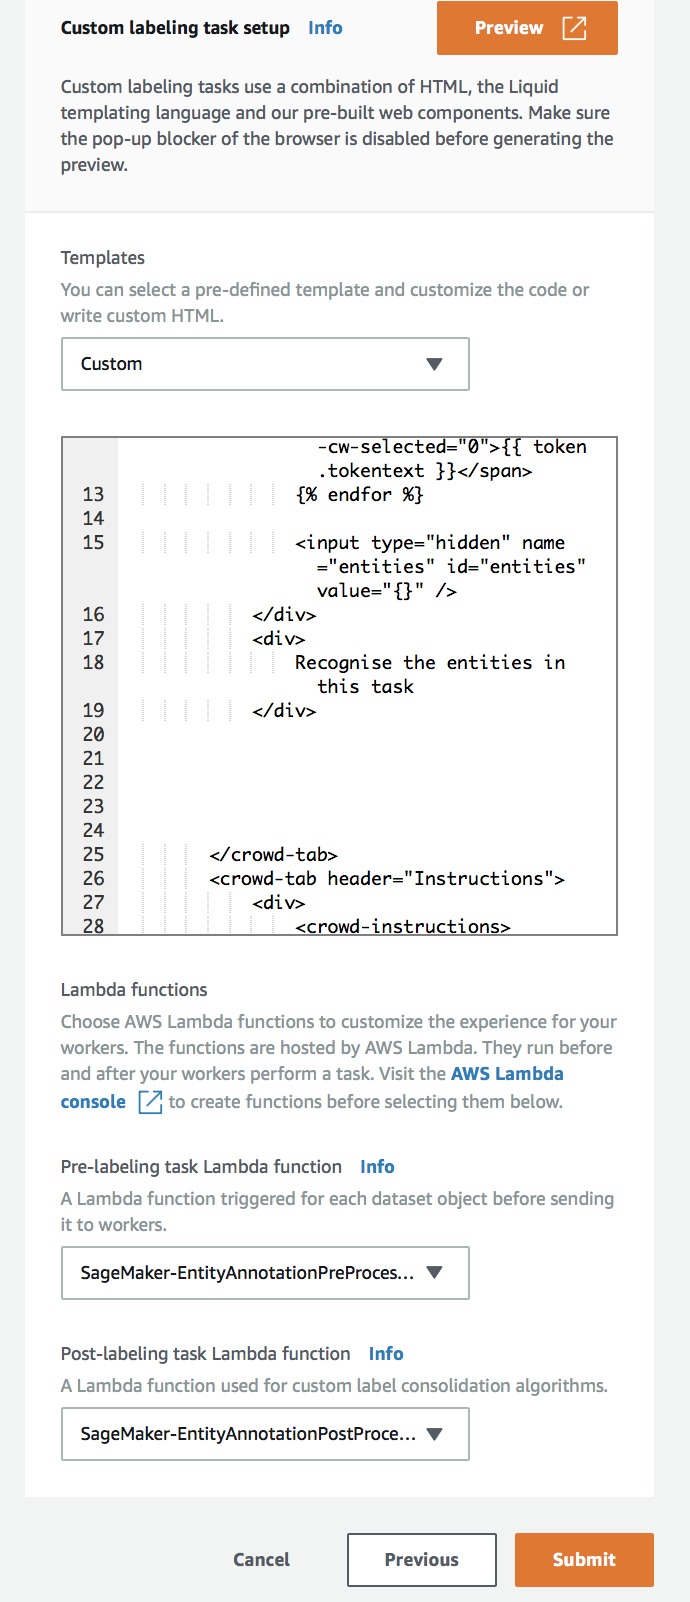 Custom labeling task setup Info
Preview
Custom labeling tasks use a combination of HTML, the Liquid
templating language and our pre-built web components. Make sure
the pop-up blocker of the browser is disabled before generating the
preview.
Templates
You can select a pre-defined template and customize the code or
write custom HTML.
Custom
-cw-selected="0">{{ token
.tokentext }}</span>
13 {% endfor %}
14
15 <input type="hidden" name
="entities" id="entities"
value="{}" />
16 </div>
17 <div>
18 Recognise the entities in
this task
19 </div>
20
21
22
23
24
25 </crowd-tab>
26 <crowd-tab header="Instructions">
27 <div>
28 <crowd-instructions>
Lambda functions
Choose AWS Lambda functions to customize the experience for your
workers. The functions are hosted by AWS Lambda. They run before
and after your workers perform a task. Visit the AWS Lambda
console to create functions before selecting them below.
Pre-labeling task Lambda function Info
A Lambda function triggered for each dataset object before sending
it to workers.
SageMaker-EntityAnnotationPreProces...
Post-labeling task Lambda function Info
A Lambda function used for custom label consolidation algorithms.
SageMaker-EntityAnnotationPostProce...
Cancel Previous Submit